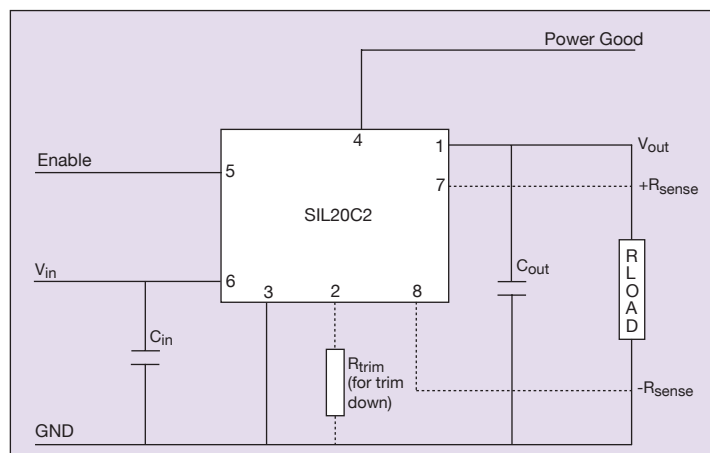 Power Good
4
1
Vout
Enable
5
7
+Rsense
SIL20C2
Vin
6
3
2
8
Cout
RLOAD
Cin
Rtrim
(for trim
down)
-Rsense
GND